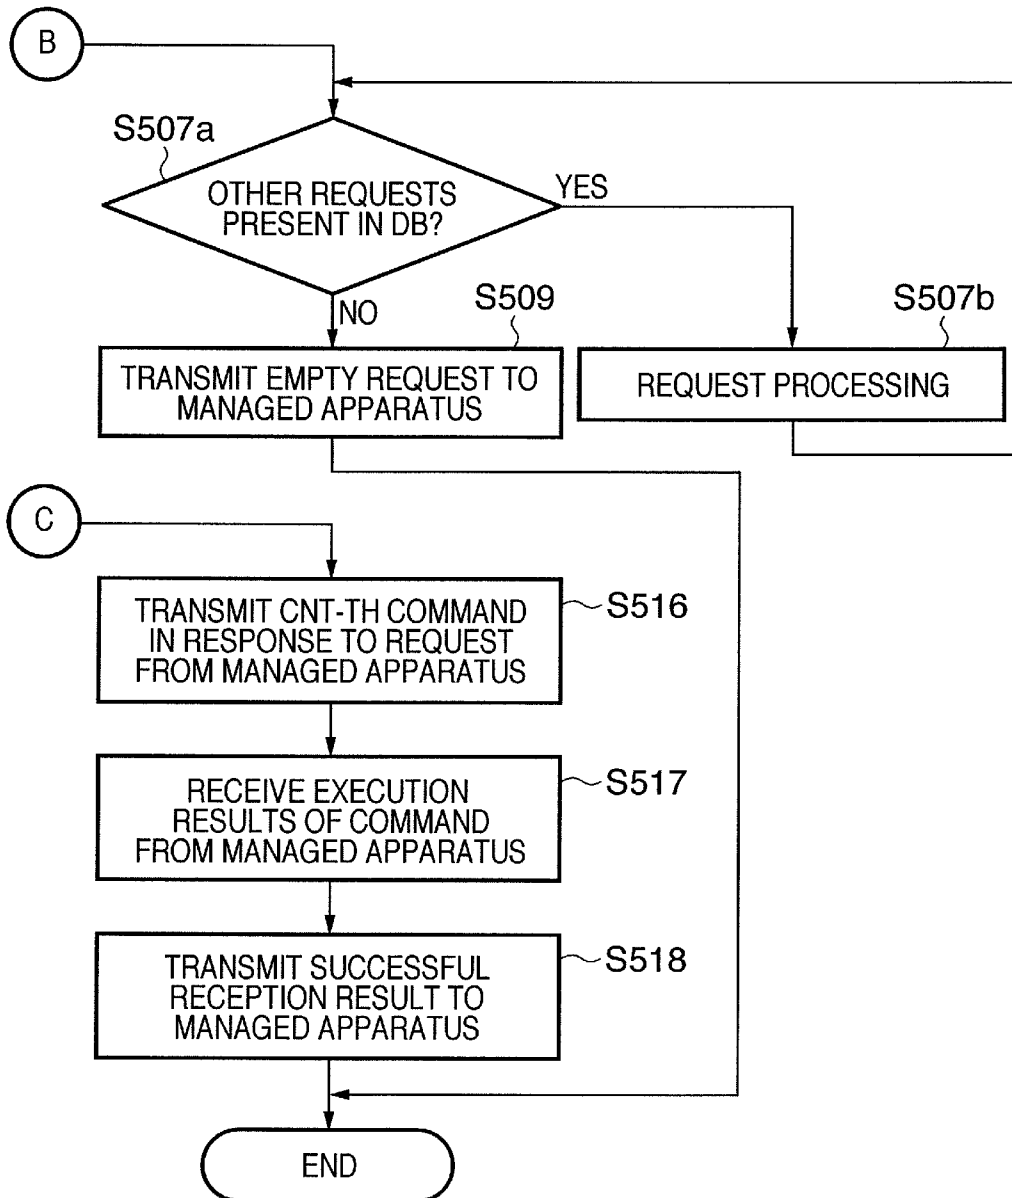 B
S507a
OTHER REQUESTS
PRESENT IN DB?
YES
NO
S509
S507b
TRANSMIT EMPTY REQUEST TO
MANAGED APPARATUS
REQUEST PROCESSING
C
TRANSMIT CNT-TH COMMAND
IN RESPONSE TO REQUEST
FROM MANAGED APPARATUS
S516
RECEIVE EXECUTION
RESULTS OF COMMAND
FROM MANAGED APPARATUS
S517
TRANSMIT SUCCESSFUL
RECEPTION RESULT TO
MANAGED APPARATUS
S518
END